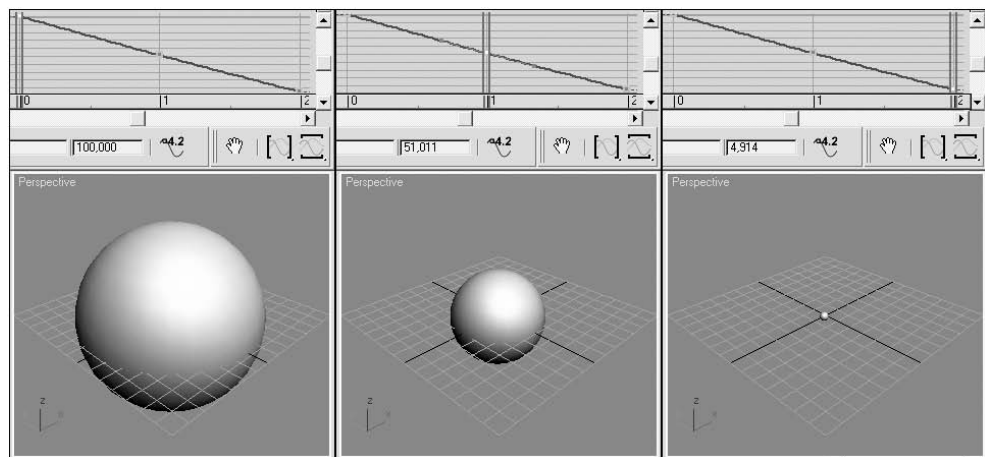 0 1 2
100,000 4.2
Perspective
z
0 1 2
51,011 4.2
Perspective
z
0 1 2
4,914 4.2
Perspective
z